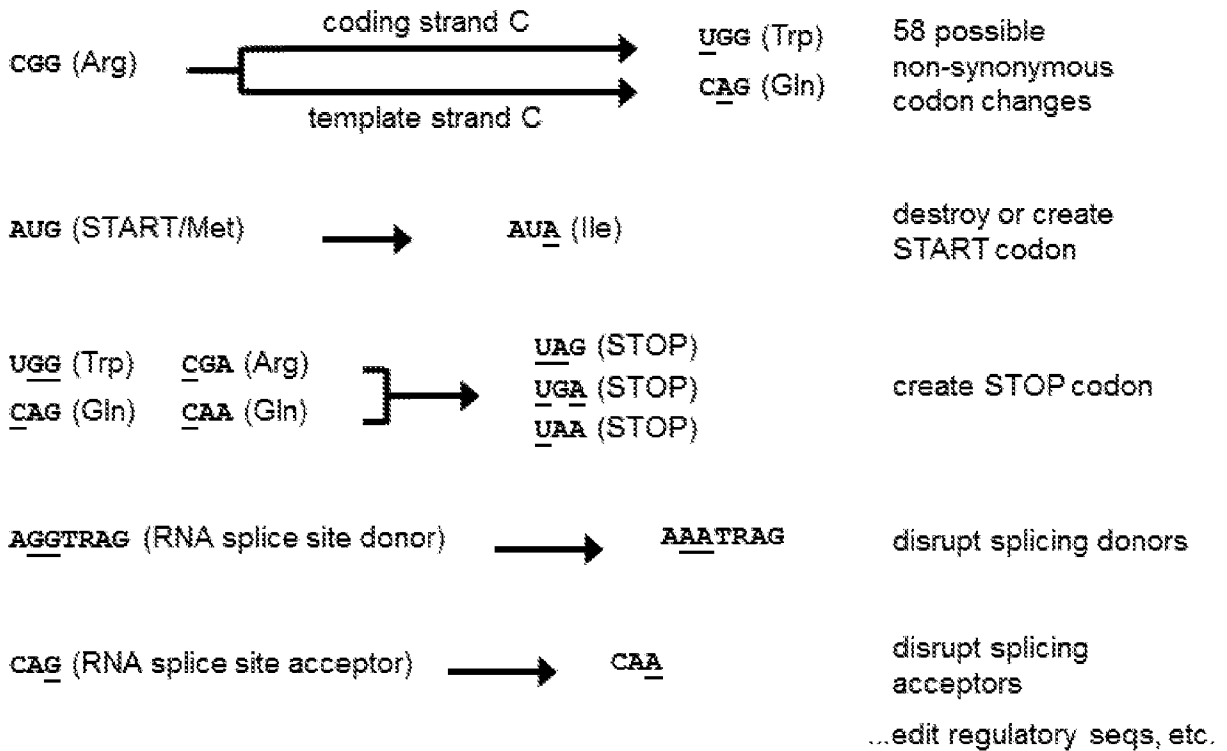 coding strand C
CGG (Arg)
template strand C
UGG (Trp)
CAG (Gln)
58 possible
non-synonymous
codon changes
AUG (START/Met)
AUA (Ile)
destroy or create
START codon
UGG (Trp) CGA (Arg)
CAG (Gln) CAA (Gln)
UAG (STOP)
UGA (STOP)
UAA (STOP)
create STOP codon
AGGTRAG (RNA splice site donor)
AAATRAG
disrupt splicing donors
CAG (RNA splice site acceptor)
CAA
disrupt splicing
acceptors
...edit regulatory seqs, etc.